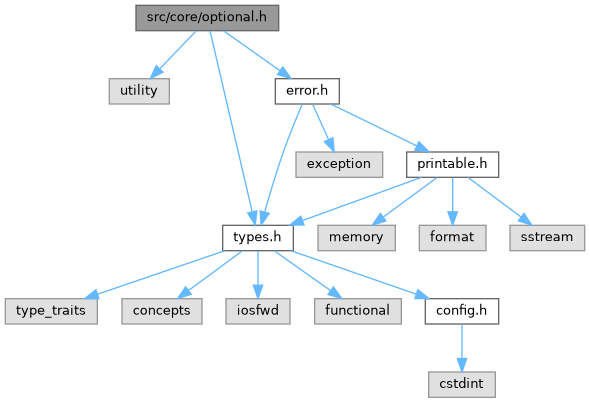 src/core/optional.h
utility
error.h
exception
printable.h
types.h
memory
format
sstream
type_traits
concepts
iosfwd
functional
config.h
cstdint